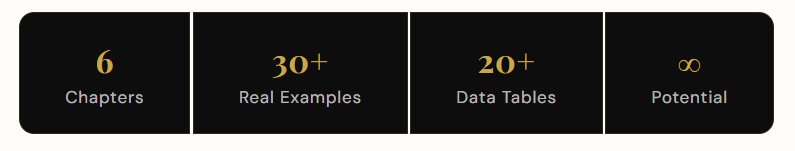 6
Chapters
30+
Real Examples
20+
Data Tables
∞
Potential